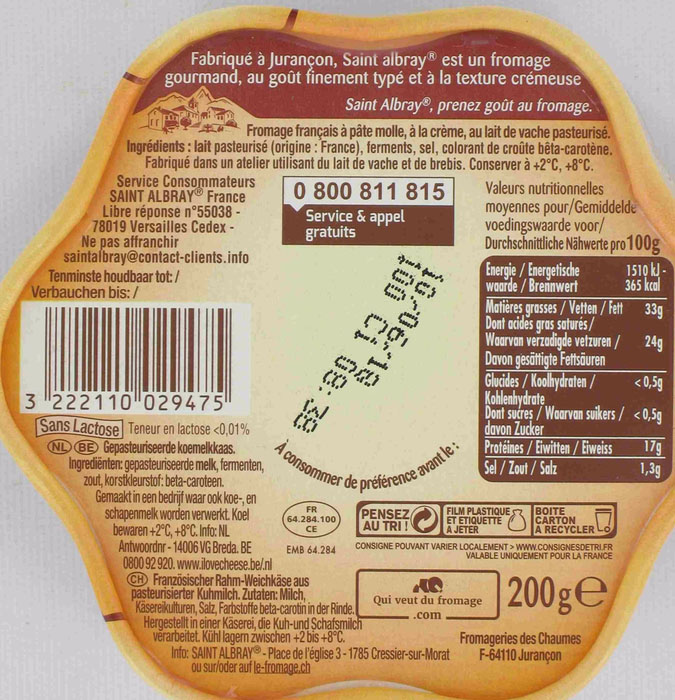 Fabriqué à Jurançon, Saint albray® est un fromage
gourmand, au goût finement typé et à la texture crémeuse
Saint Albray®, prenez goût au fromage.
Fromage français à pâte molle, à la crème, au lait de vache pasteurisé.
Ingrédients : lait pasteurisé (origine : France), ferments, sel, colorant de croûte bêta-carotène.
Fabriqué dans un atelier utilisant du lait de vache et de brebis. Conserver à +2°C, +8°C.
Service Consommateurs
SAINT ALBRAY® France
Libre réponse n°55038 -
78019 Versailles Cedex -
Ne pas affranchir
saintalbray@contact-clients.info
Tenminste houdbaar tot: /
Verbauchen bis: /
0 800 811 815
Service & appel
gratuits
Valeurs nutritionnelles
moyennes pour/Gemiddelde
voedingswaarde voor/
Durchschnittliche Nährwerte pro 100g
Energie / Energetische 1510 kJ -
waarde / Brennwert 365 kcal
Matières grasses / Vetten / Fett 33g
Dont acides gras saturés /
Waarvan verzadigde vetzuren / 24g
Davon gesättigte Fettsäuren
Glucides / Koolhydraten / < 0,5g
Kohlenhydrate
Dont sucres / Waarvan suikers / < 0,5g
davon Zucker
Protéines / Eiwitten / Eiweiss 17g
Sel / Zout / Salz 1,3g
10-06-18
001 C1 08:38
A consommer de préférence avant le :
3 222110 029475
Sans Lactose Teneur en lactose <0,01%
NL BE Gepasteuriseerde koemelkkaas.
Ingrediënten: gepasteuriseerde melk, fermenten,
zout, korstkleurstof: beta-caroteen.
Gemaakt in een bedrijf waar ook koe-, en
schapenmelk worden verwerkt. Koel
bewaren +2°C, +8°C. Info: NL
Antwoordnr - 14006 VG Breda. BE
0800 92 920. www.ilovecheese.be/.nl
CH Französischer Rahm-Weichkäse aus
pasteurisierter Kuhmilch. Zutaten: Milch,
Käsereikulturen, Salz, Farbstoffe beta-carotin in der Rinde.
Hergestellt in einer Käserei, die Kuh-und Schafsmilch
verarbeitet. Kühl lagern zwischen +2 bis +8°C.
Info: SAINT ALBRAY® - Place de l'église 3 - 1785 Cressier-sur-Morat
ou sur/oder auf le-fromage.ch
FR
64.284.100
CE
EMB 64.284
PENSEZ
AU TRI !
FILM PLASTIQUE
ET ETIQUETTE
A JETER
BOITE
CARTON
A RECYCLER
CONSIGNE POUVANT VARIER LOCALEMENT > WWW.CONSIGNESDETRI.FR
VALABLE UNIQUEMENT POUR LA FRANCE
Qui veut du fromage
.com
200g e
Fromageries des Chaumes
F-64110 Jurançon